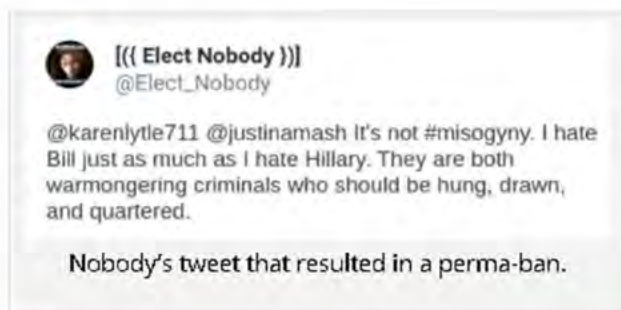 [({ Elect Nobody })]
@Elect_Nobody
@karenlytle711 @justinamash It's not #misogyny. I hate
Bill just as much as I hate Hillary. They are both
warmongering criminals who should be hung, drawn,
and quartered.
Nobody's tweet that resulted in a perma-ban.